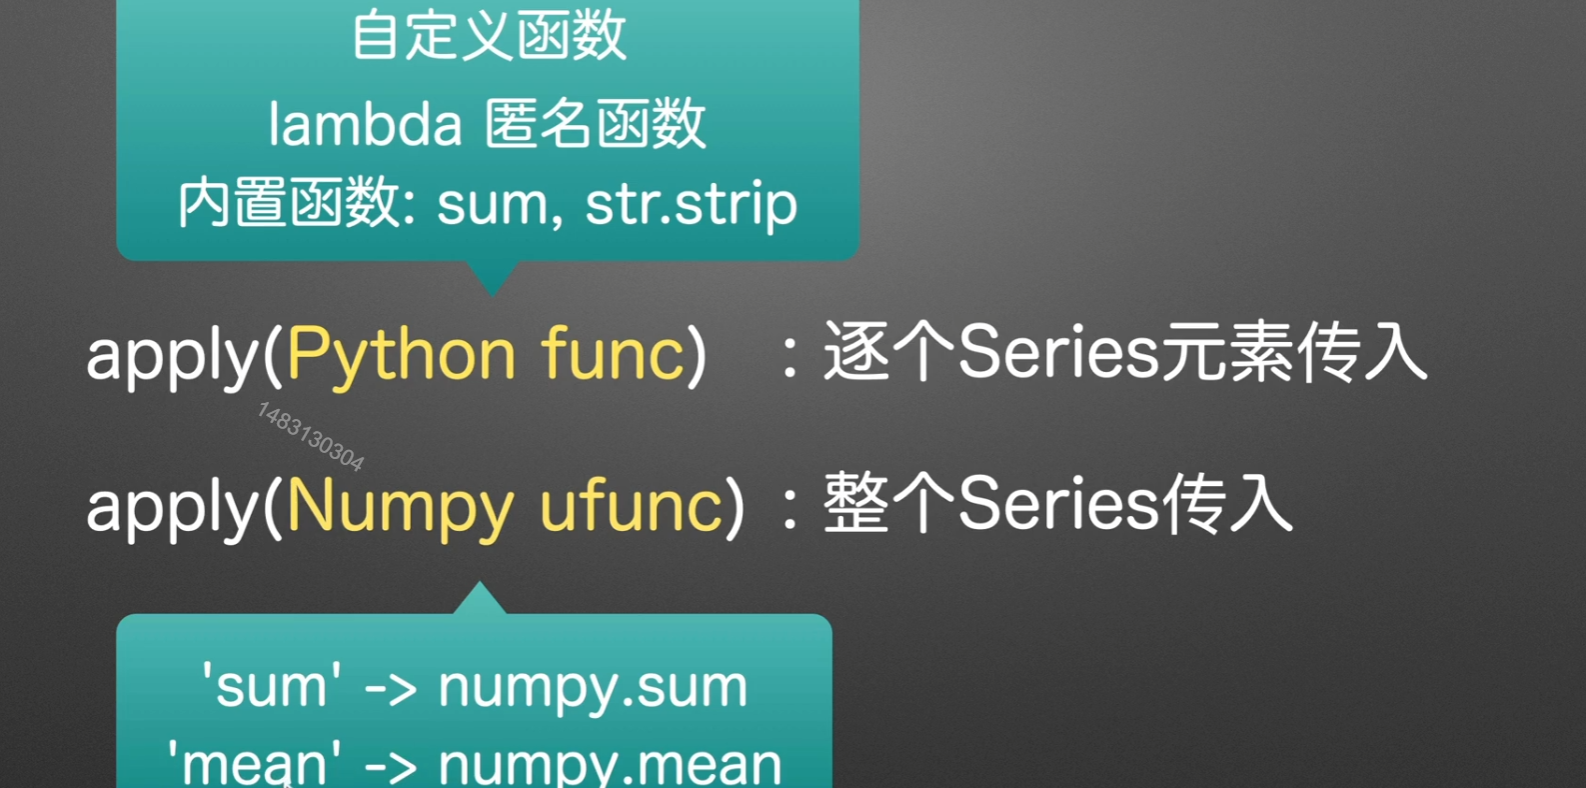 自定义函数
lambda 匿名函数
内置函数: sum, str.strip
apply(Python func) : 逐个Series元素传入
1483130304
apply(Numpy ufunc) : 整个Series传入
'sum' -> numpy.sum
'mean' -> numpy.mean